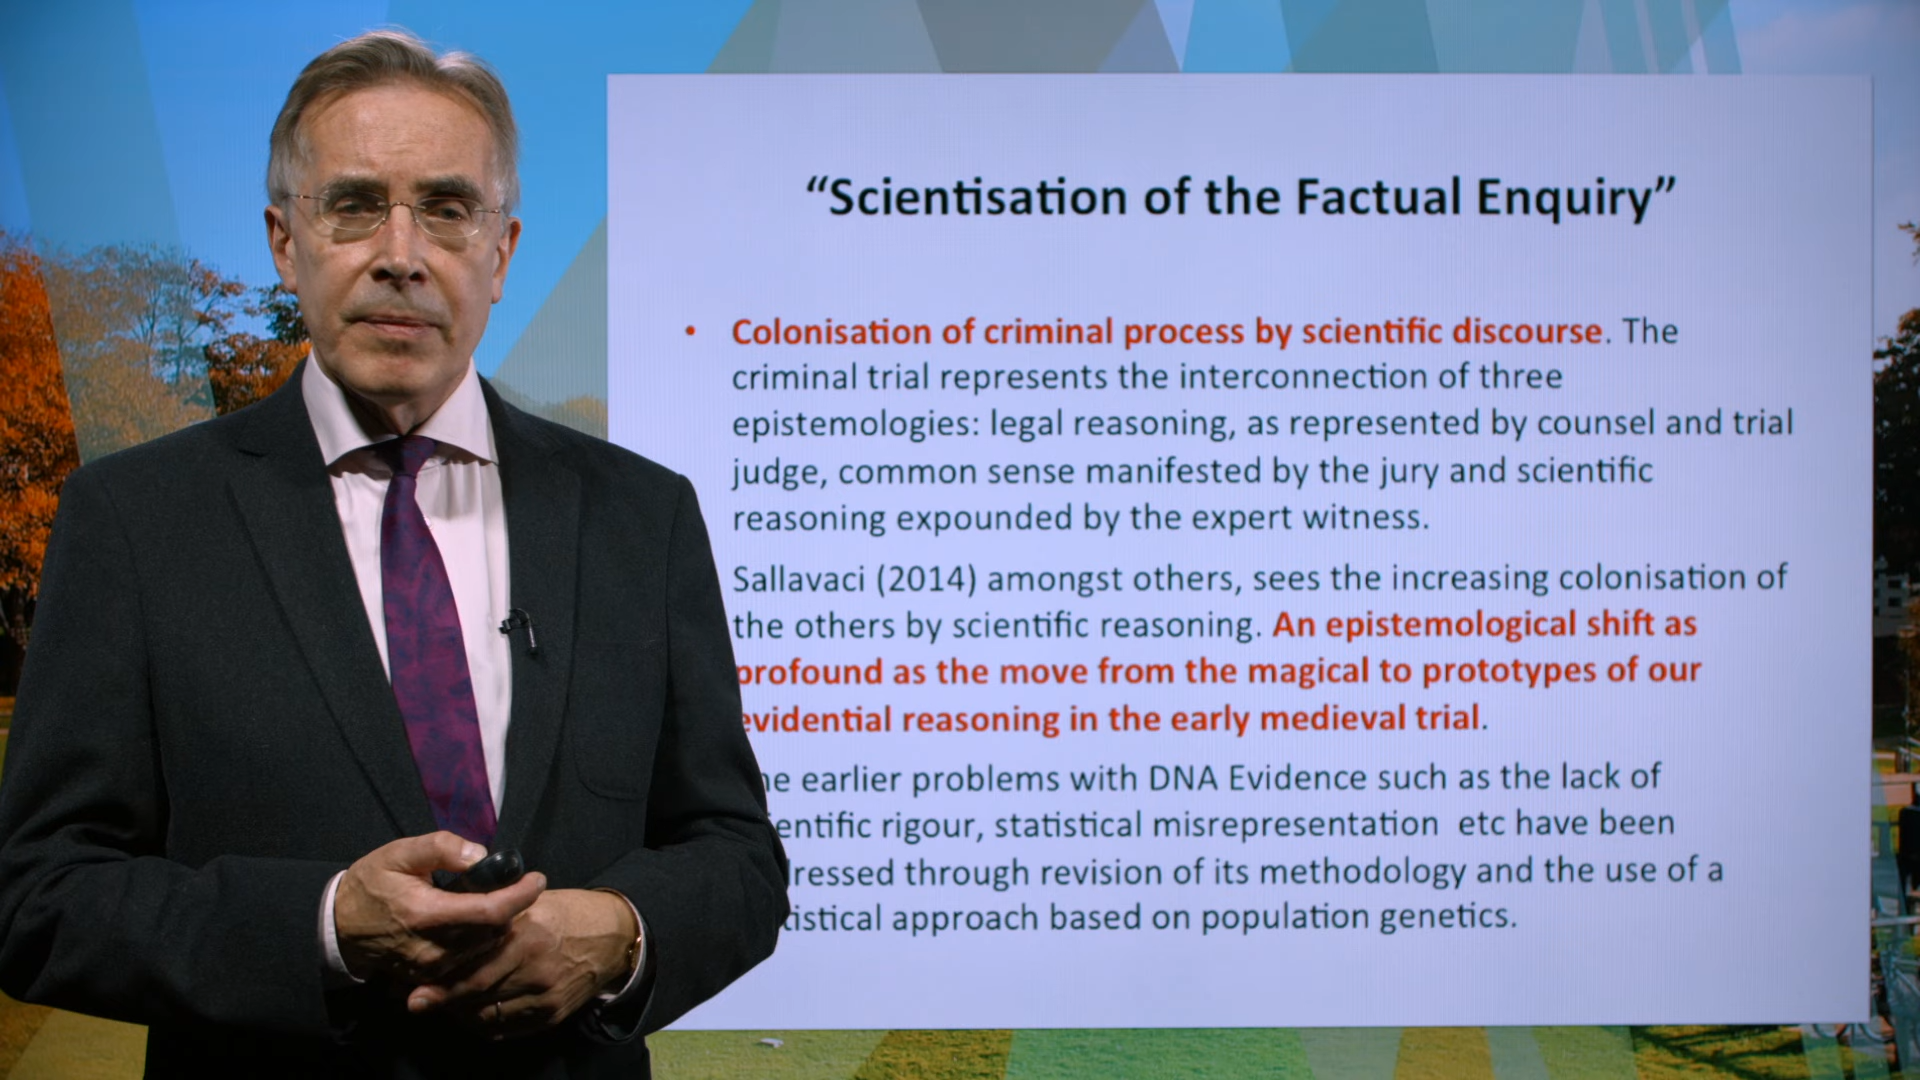 “Scientisation of the Factual Enquiry”
• Colonisation of criminal process by scientific discourse. The
criminal trial represents the interconnection of three
epistemologies: legal reasoning, as represented by counsel and trial
judge, common sense manifested by the jury and scientific
reasoning expounded by the expert witness.
Sallavaci (2014) amongst others, sees the increasing colonisation of
the others by scientific reasoning. An epistemological shift as
profound as the move from the magical to prototypes of our
evidential reasoning in the early medieval trial.
earlier problems with DNA Evidence such as the lack of
rigour, statistical misrepresentation etc have been
through revision of its methodology and the use of a
approach based on population genetics.